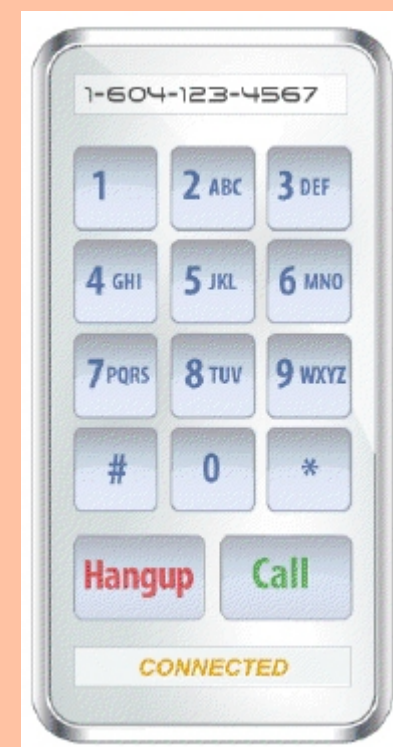 1-604-123-4567
1 2 ABC 3 DEF
4 GHI 5 JKL 6 MNO
7 PQRS 8 TUV 9 WXYZ
# 0 *
Hangup Call
CONNECTED